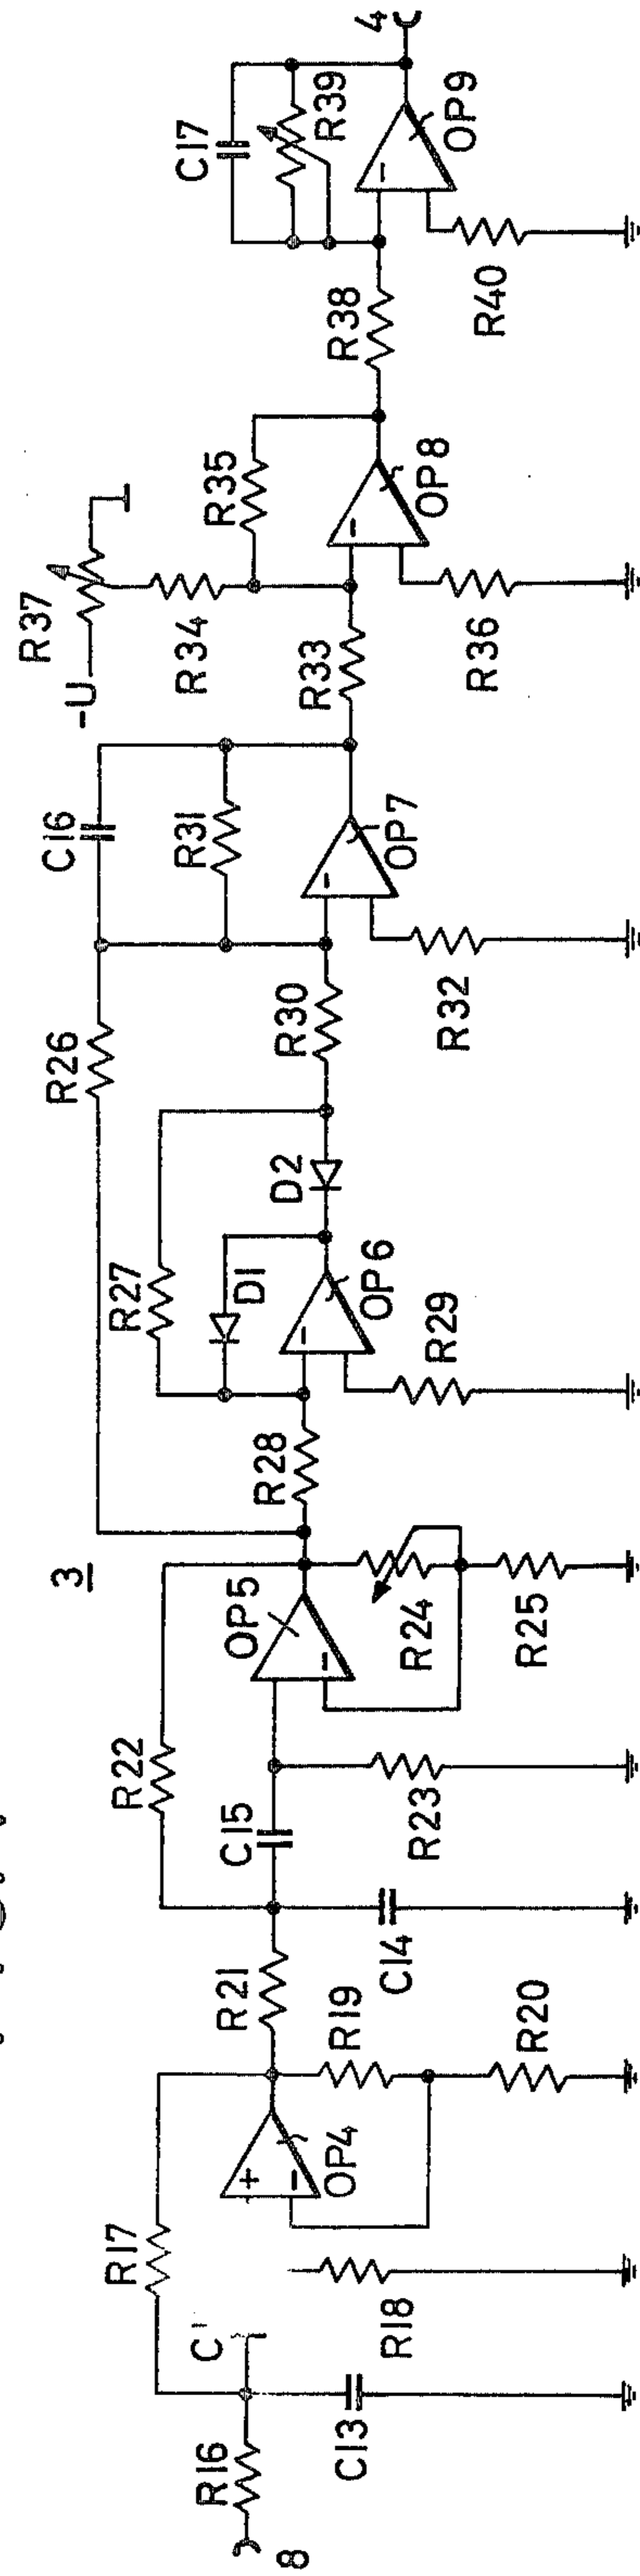 3
8
R16
C'
C13
R17
R18
+
-
OP4
R19
R20
R21
C14
C15
R22
R23
-
OP5
R24
R25
R26
R28
R27
D1
-
OP6
R29
D2
R30
C16
R31
-
OP7
R32
R33
-U
R37
R34
R35
-
OP8
R36
R38
C17
R39
-
OP9
R40
4